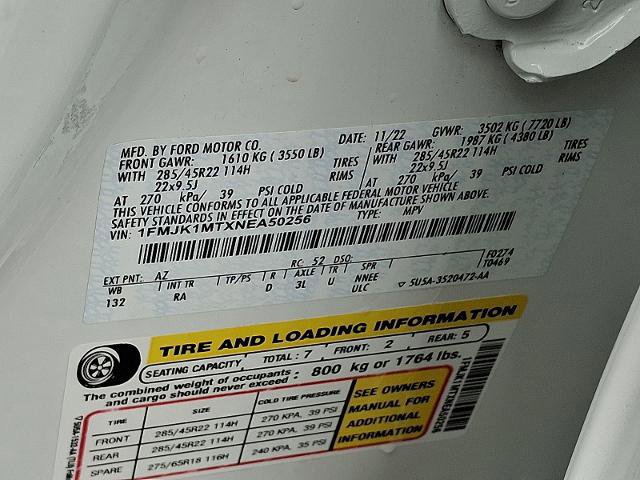 MFD. BY FORD MOTOR CO.
DATE: 11/22 GVWR: 3502 KG (7720 LB)
FRONT GAWR: 1610 KG (3550 LB) REAR GAWR: 1987 KG (4380 LB)
WITH 285/45R22 114H TIRES WITH 285/45R22 114H TIRES
22x9.5J RIMS 22x9.5J RIMS
AT 270 kPa/ 39 PSI COLD AT 270 kPa/ 39 PSI COLD
THIS VEHICLE CONFORMS TO ALL APPLICABLE FEDERAL MOTOR VEHICLE
SAFETY STANDARDS IN EFFECT ON THE DATE OF MANUFACTURE SHOWN ABOVE.
VIN: 1FMJK1MTXNEA50256 TYPE: MPV
F0274
T0469
EXT PNT: AZ RC: 52 DSO:
WB INT TR TP/PS R AXLE TR SPR
132 RA D 3L U NNEE
ULC ▽ 5U5A-3520472-AA
TIRE AND LOADING INFORMATION
SEATING CAPACITY TOTAL: 7 FRONT: 2 REAR: 5
The combined weight of occupants
and cargo should never exceed : 800 kg or 1764 lbs.
TIRE SIZE COLD TIRE PRESSURE
FRONT 285/45R22 114H 270 KPA, 39 PSI
REAR 285/45R22 114H 270 KPA, 39 PSI
SPARE 275/65R18 116H 240 KPA, 35 PSI
SEE OWNERS
MANUAL FOR
ADDITIONAL
INFORMATION